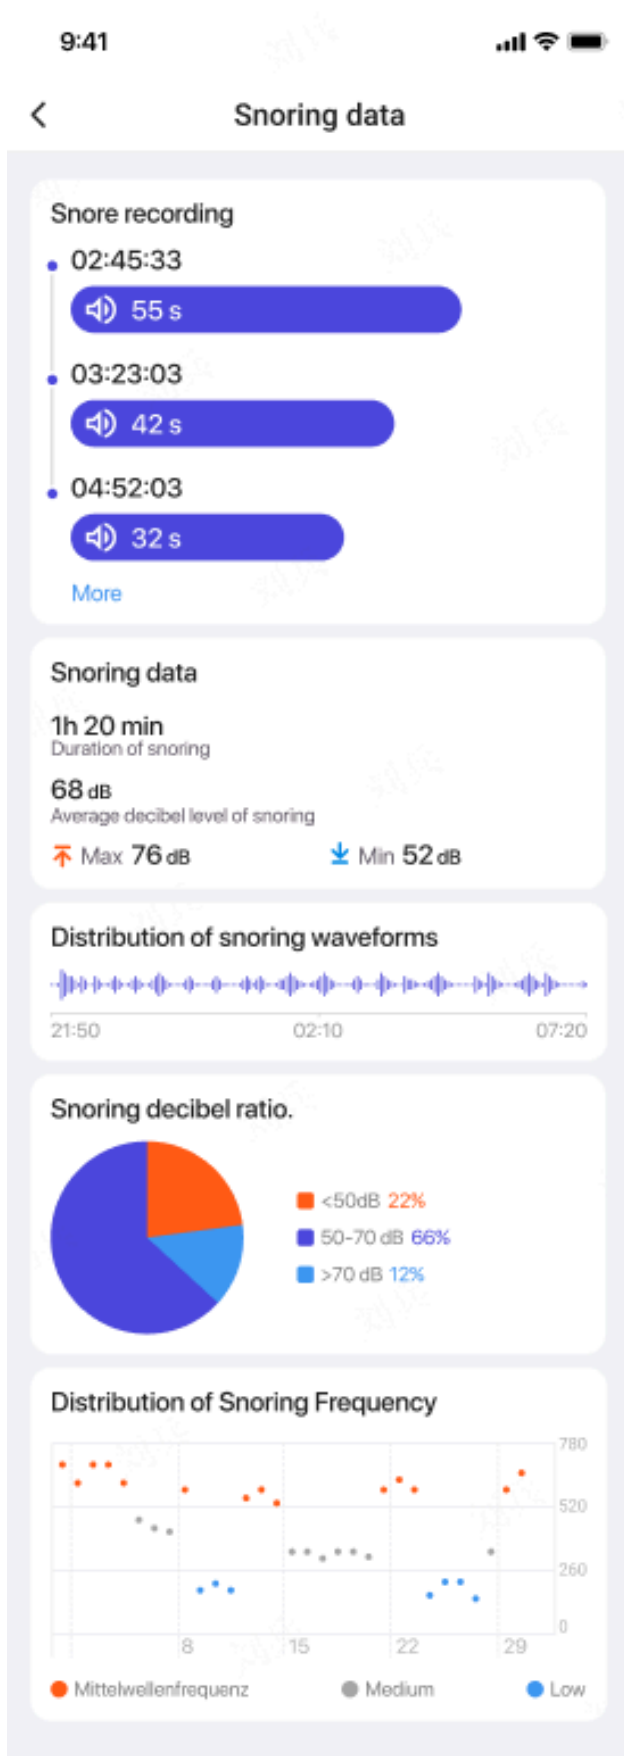 9:41
Snoring data
Snore recording
02:45:33
55 s
03:23:03
42 s
04:52:03
32 s
More
Snoring data
1h 20 min
Duration of snoring
68 dB
Average decibel level of snoring
Max 76 dB Min 52 dB
Distribution of snoring waveforms
21:50 02:10 07:20
Snoring decibel ratio.
<50dB 22%
50-70 dB 66%
>70 dB 12%
Distribution of Snoring Frequency
780
520
260
0
8 15 22 29
Mittelwellenfrequenz Medium Low